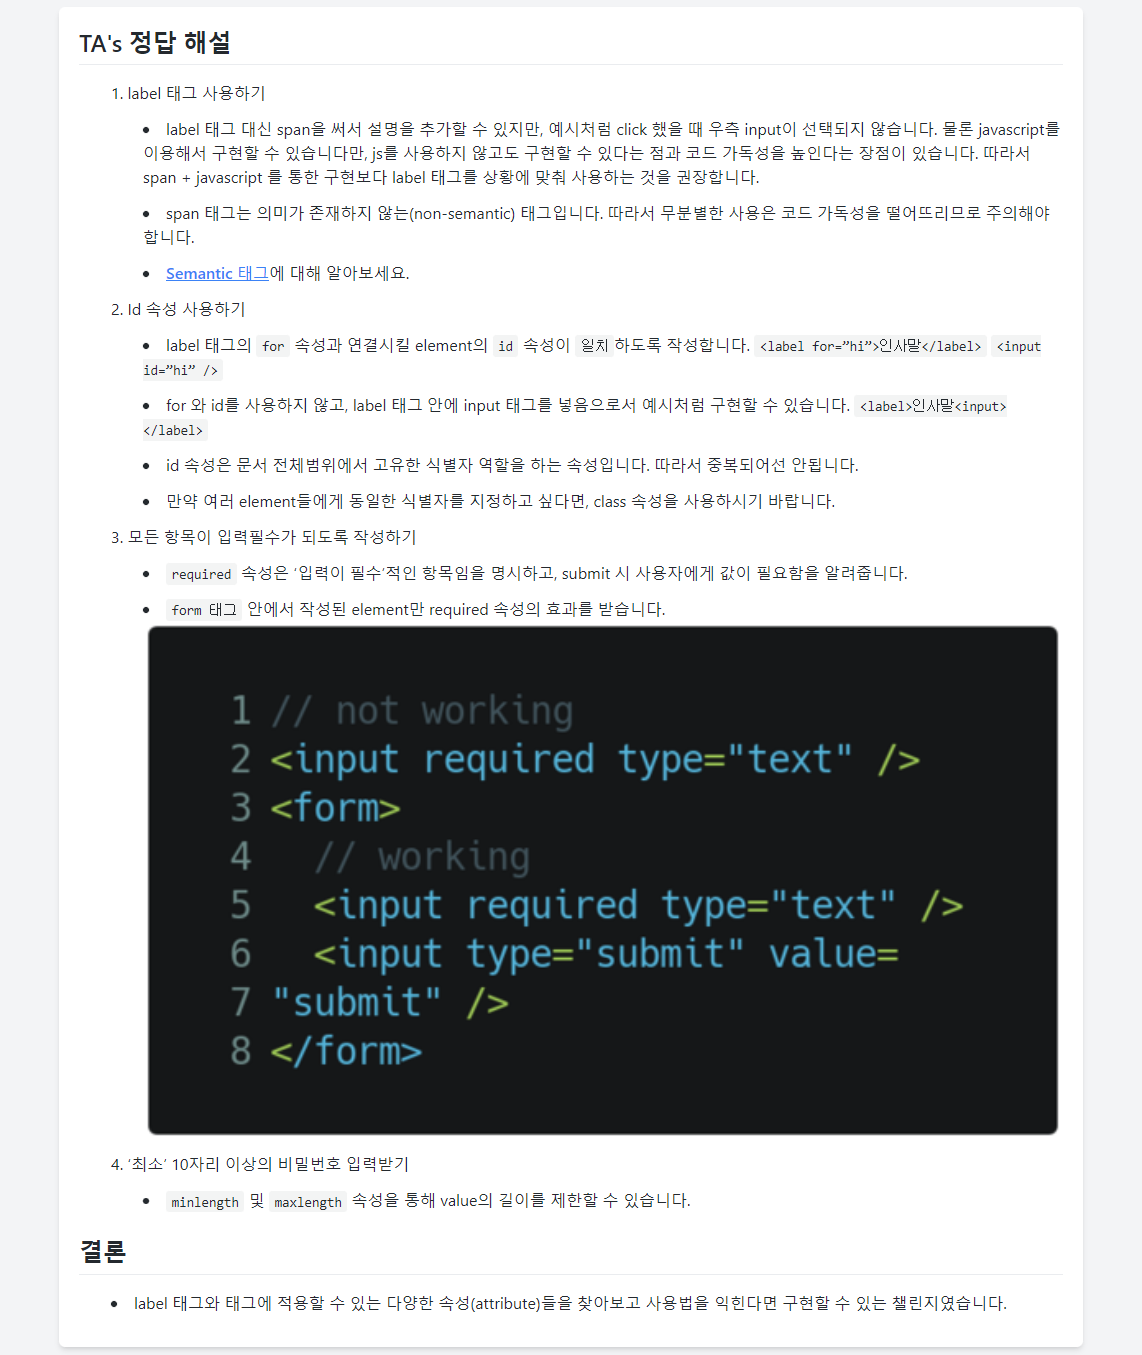 TA's 정답 해설
1. label 태그 사용하기
• label 태그 대신 span을 써서 설명을 추가할 수 있지만, 예시처럼 click 했을 때 우측 input이 선택되지 않습니다. 물론 javascript를
이용해서 구현할 수 있습니다만, js를 사용하지 않고도 구현할 수 있다는 점과 코드 가독성을 높인다는 장점이 있습니다. 따라서
span + javascript 를 통한 구현보다 label 태그를 상황에 맞춰 사용하는 것을 권장합니다.
• span 태그는 의미가 존재하지 않는(non-semantic) 태그입니다. 따라서 무분별한 사용은 코드 가독성을 떨어뜨리므로 주의해야
합니다.
• Semantic 태그에 대해 알아보세요.
2. Id 속성 사용하기
• label 태그의 for 속성과 연결시킬 element의 id 속성이 일치 하도록 작성합니다. <label for=”hi”>인사말</label> <input
id=”hi” />
• for 와 id를 사용하지 않고, label 태그 안에 input 태그를 넣음으로서 예시처럼 구현할 수 있습니다. <label>인사말<input>
</label>
• id 속성은 문서 전체범위에서 고유한 식별자 역할을 하는 속성입니다. 따라서 중복되어선 안됩니다.
• 만약 여러 element들에게 동일한 식별자를 지정하고 싶다면, class 속성을 사용하시기 바랍니다.
3. 모든 항목이 입력필수가 되도록 작성하기
• required 속성은 ‘입력이 필수’적인 항목임을 명시하고, submit 시 사용자에게 값이 필요함을 알려줍니다.
• form 태그 안에서 작성된 element만 required 속성의 효과를 받습니다.
1 // not working
2 <input required type="text" />
3 <form>
4 // working
5 <input required type="text" />
6 <input type="submit" value=
7 "submit" />
8 </form>
4. ‘최소’ 10자리 이상의 비밀번호 입력받기
• minlength 및 maxlength 속성을 통해 value의 길이를 제한할 수 있습니다.
결론
• label 태그와 태그에 적용할 수 있는 다양한 속성(attribute)들을 찾아보고 사용법을 익힌다면 구현할 수 있는 챌린지였습니다.